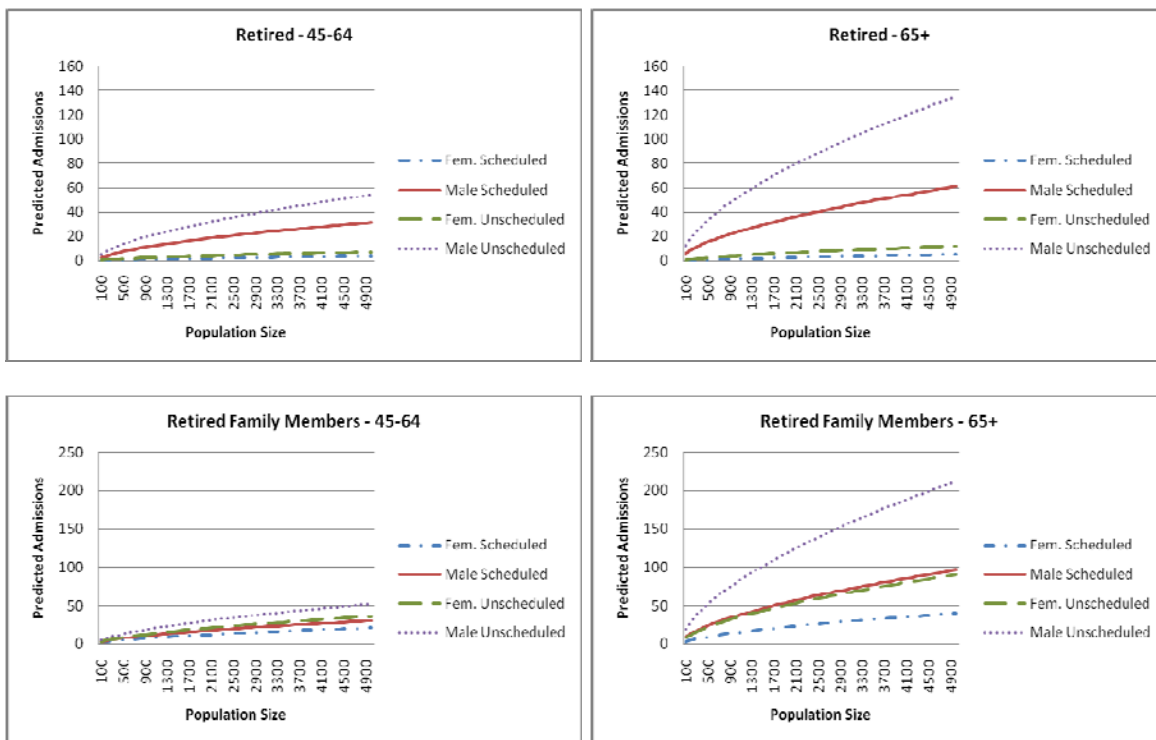 Retired - 45-64
160
140
120
100
80
60
40
20
0
Predicted Admissions
100
500
900
1300
1700
2100
2500
2900
3300
3700
4100
4500
4900
Population Size
Fem. Scheduled
Male Scheduled
Fem. Unscheduled
Male Unscheduled
Retired - 65+
160
140
120
100
80
60
40
20
0
Predicted Admissions
100
500
900
1300
1700
2100
2500
2900
3300
3700
4100
4500
4900
Population Size
Fem. Scheduled
Male Scheduled
Fem. Unscheduled
Male Unscheduled
Retired Family Members - 45-64
250
200
150
100
50
0
Predicted Admissions
100
500
900
1300
1700
2100
2500
2900
3300
3700
4100
4500
4900
Population Size
Fem. Scheduled
Male Scheduled
Fem. Unscheduled
Male Unscheduled
Retired Family Members - 65+
250
200
150
100
50
0
Predicted Admissions
100
500
900
1300
1700
2100
2500
2900
3300
3700
4100
4500
4900
Population Size
Fem. Scheduled
Male Scheduled
Fem. Unscheduled
Male Unscheduled